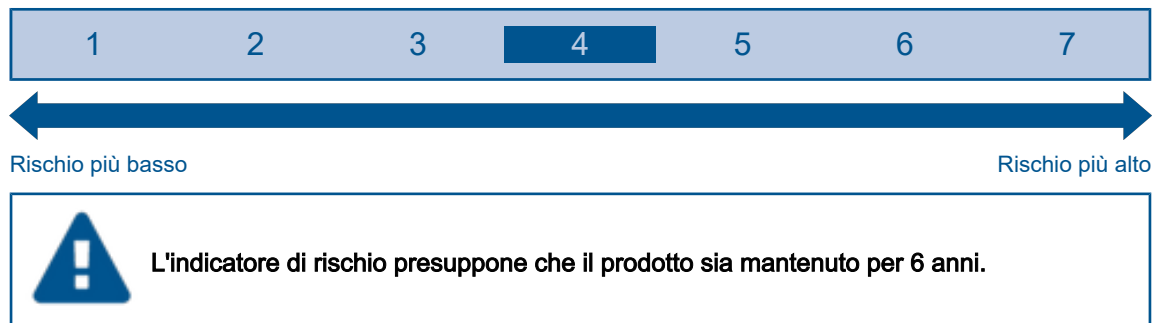 1 2 3 4 5 6 7
Rischio più basso Rischio più alto
L'indicatore di rischio presuppone che il prodotto sia mantenuto per 6 anni.